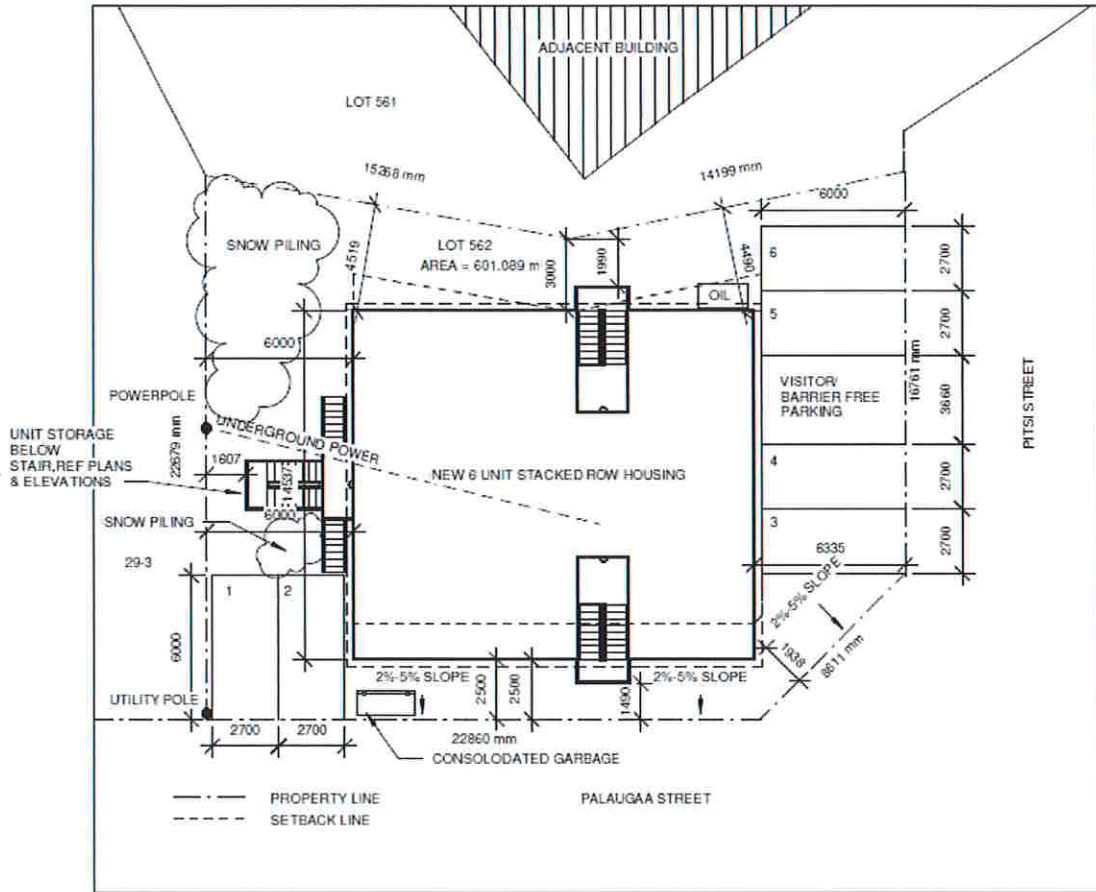 ADJACENT BUILDING
LOT 561
15268 mm
14199 mm
6000
SNOW PILING
LOT 562
AREA = 601.089 m
4519
3000
1990
4490
OIL
6
2700
5
2700
6000
VISITOR/
BARRIER FREE
PARKING
16761 mm
3660
PITSI STREET
POWERPOLE
UNDERGROUND POWER
UNIT STORAGE
BELOW
STAIR,REF PLANS
& ELEVATIONS
22679 mm
1607
14537
NEW 6 UNIT STACKED ROW HOUSING
4
2700
6000
SNOW PILING
3
2700
29-3
6335
1
2
2%-5% SLOPE
6000
1938
8611 mm
UTILITY POLE
2%-5% SLOPE
2500
2500
1490
2%-5% SLOPE
2700
2700
22860 mm
CONSOLODATED GARBAGE
PROPERTY LINE
SETBACK LINE
PALAUGAA STREET